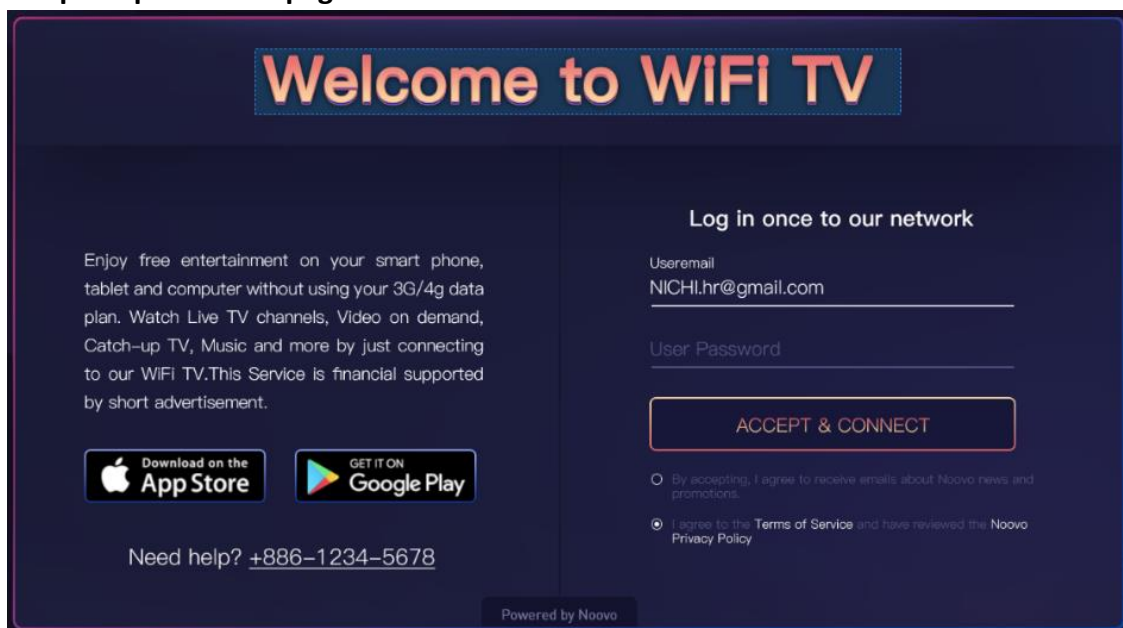 Welcome to WiFi TV
Enjoy free entertainment on your smart phone,
tablet and computer without using your 3G/4g data
plan. Watch Live TV channels, Video on demand,
Catch-up TV, Music and more by just connecting
to our WiFi TV.This Service is financial supported
by short advertisement.
Download on the
App Store
GET IT ON
Google Play
Need help? +886-1234-5678
Log in once to our network
Useremail
NICHI.hr@gmail.com
User Password
ACCEPT & CONNECT
By accepting, I agree to receive emails about Noovo news and
promotions.
I agree to the Terms of Service and have reviewed the Noovo
Privacy Policy
Powered by Noovo